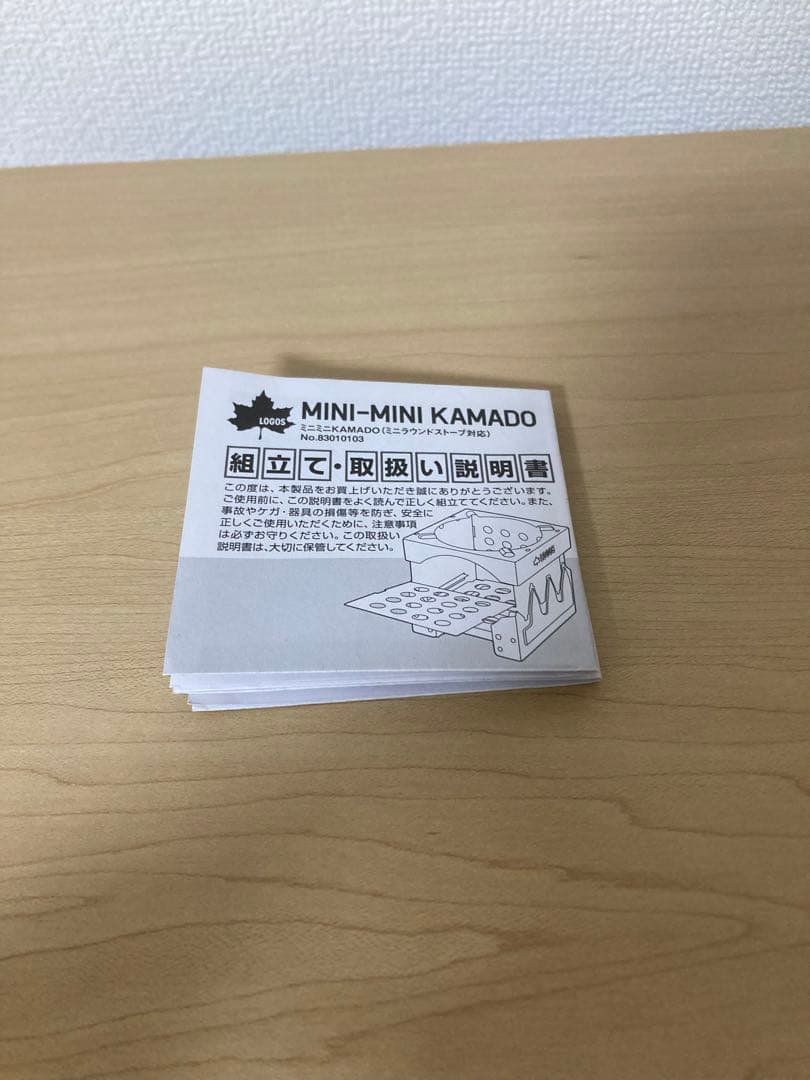 LOGOS
MINI-MINI KAMADO
ミニミニKAMADO(ミニラウンドストーブ対応)
No.83010103
組立て・取扱い説明書
この度は、本製品をお買上げいただき誠にありがとうございます。
ご使用前に、この説明書をよく読んで正しく組立ててください。また、
事故やケガ・器具の損傷等を防ぎ、安全に
正しくご使用いただくために、注意事項
は必ずお守りください。この取扱い
説明書は、大切に保管してください。
LOGOS